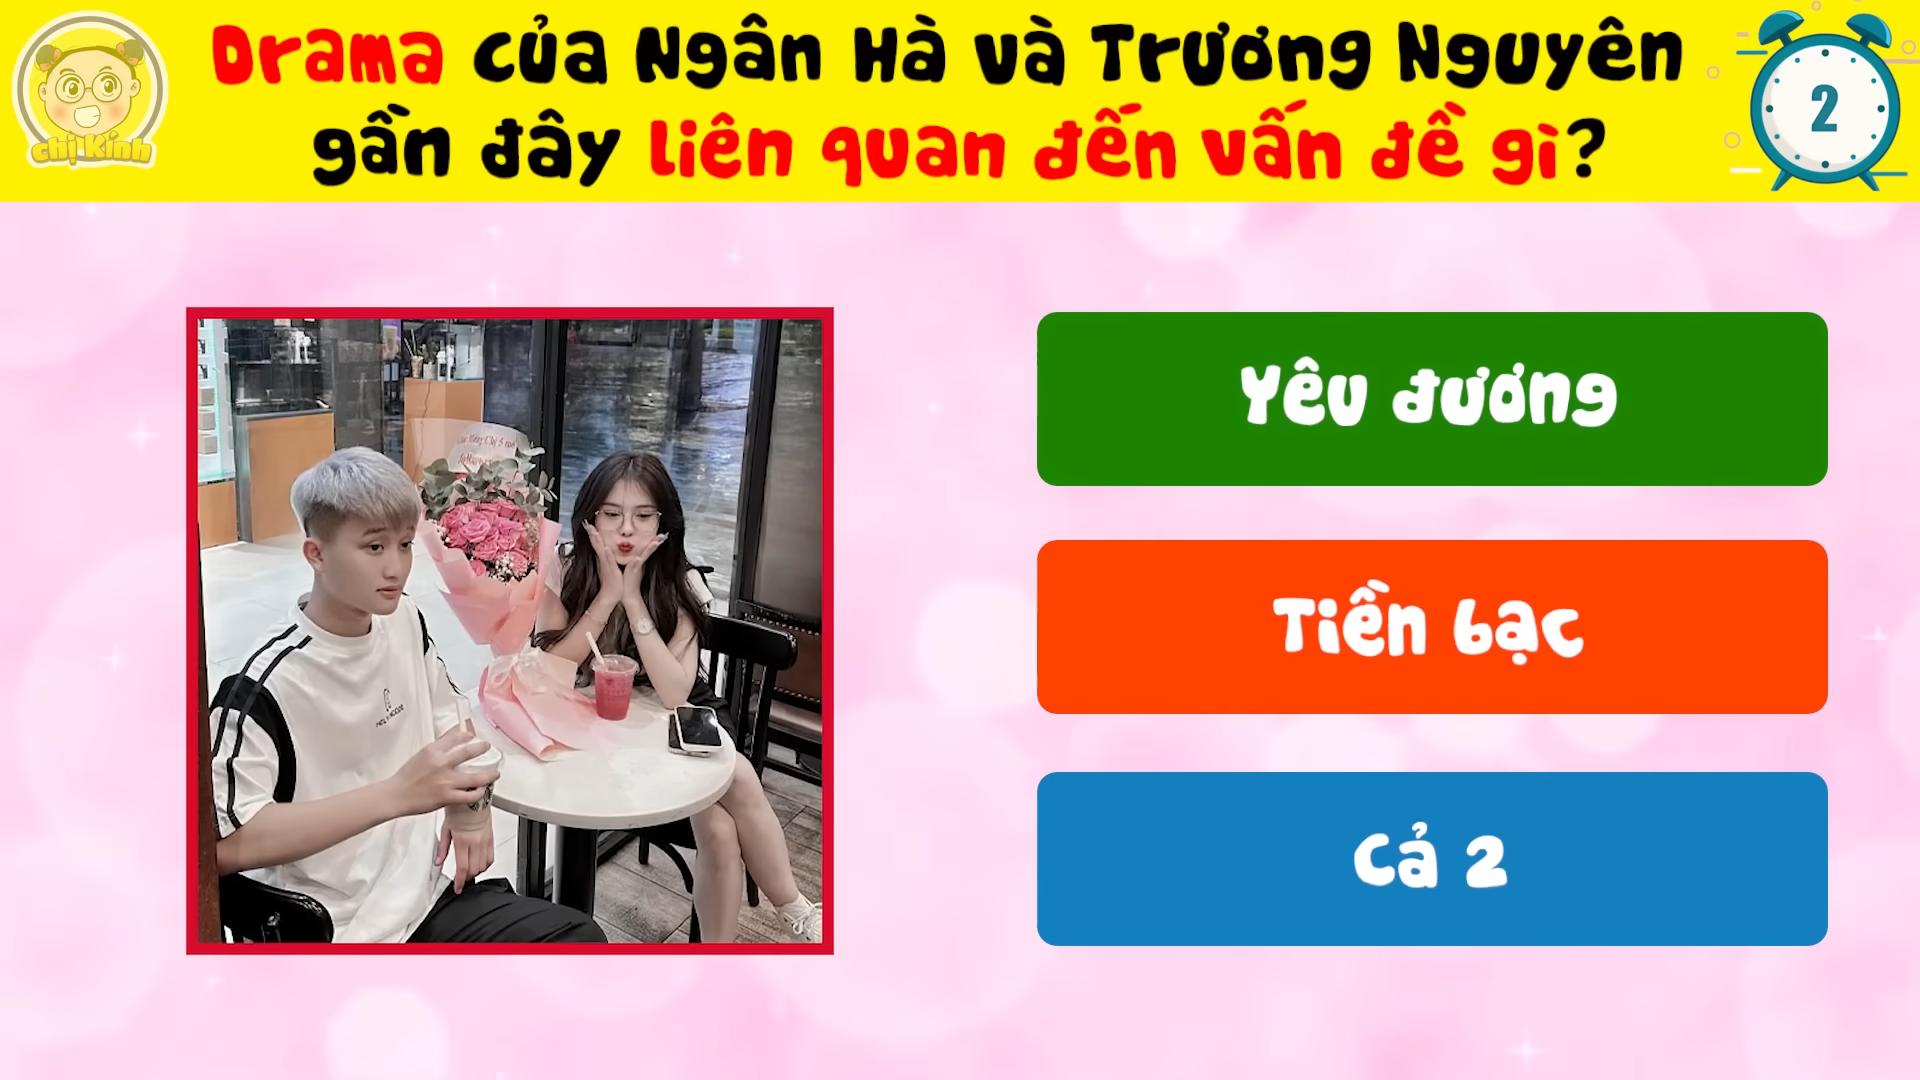 Drama của Ngân Hà và Trương Nguyên
2
gần đây liên quan đến vấn đề gì?
chị Kính
Yêu đương
Tiền bạc
Cả 2